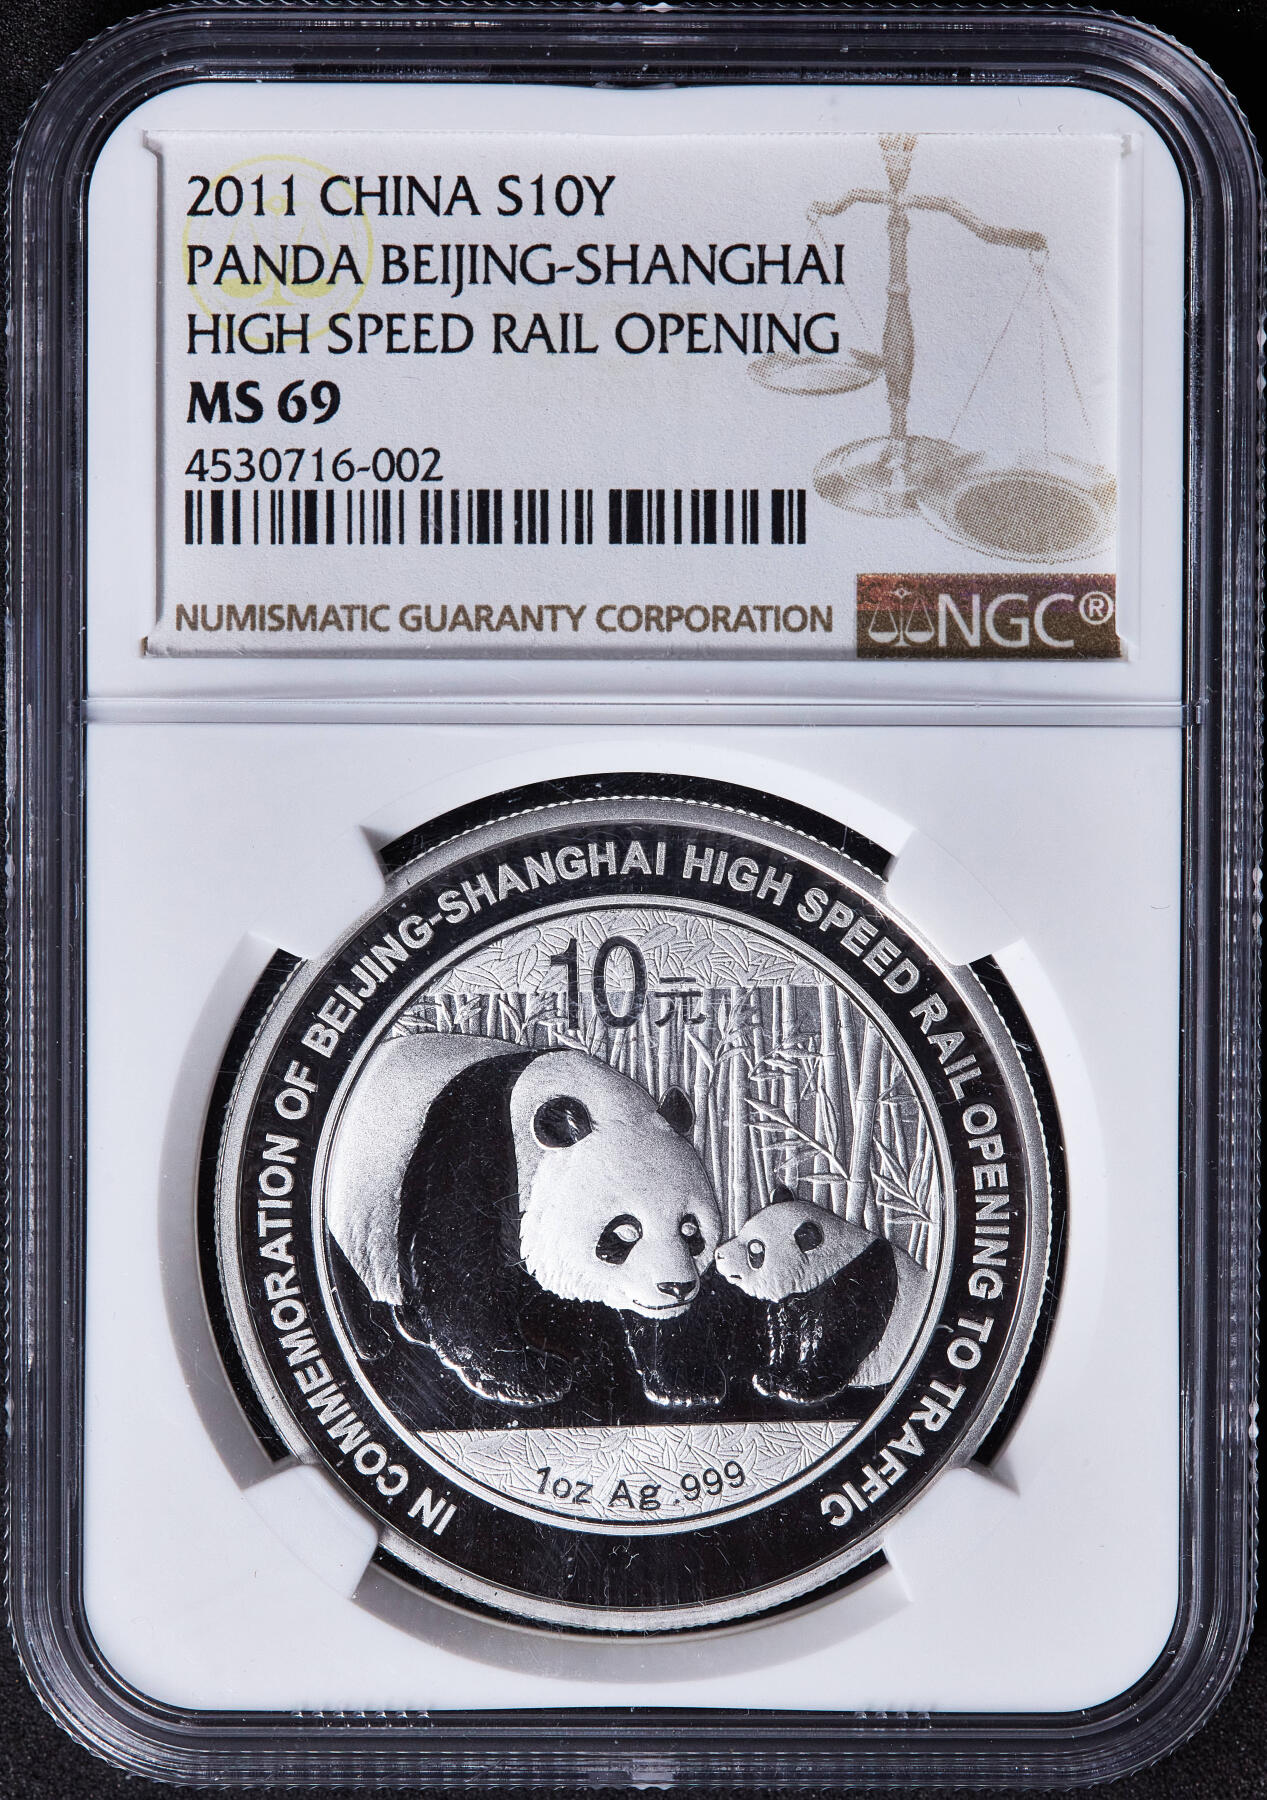 2011 CHINA S10Y
PANDA BEIJING-SHANGHAI
HIGH SPEED RAIL OPENING
MS 69
4530716-002
NUMISMATIC GUARANTY CORPORATION
NGC®
IN COMMEMORATION OF BEIJING-SHANGHAI HIGH SPEED RAIL OPENING TO TRAFFIC
10元
1oz Ag .999